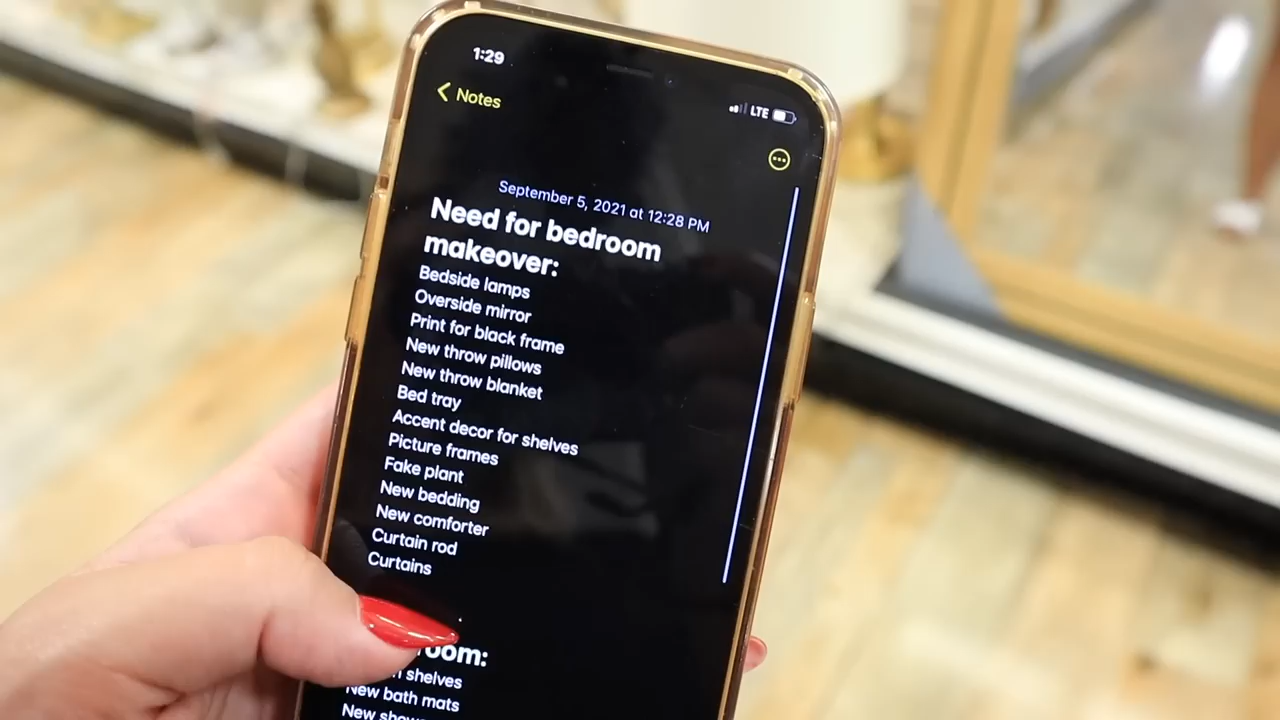 1:29
LTE
Notes
September 5, 2021 at 12:28 PM
Need for bedroom
makeover:
Bedside lamps
Overside mirror
Print for black frame
New throw pillows
New throw blanket
Bed tray
Accent decor for shelves
Picture frames
Fake plant
New bedding
New comforter
Curtain rod
Curtains
shelves
New bath mats
New